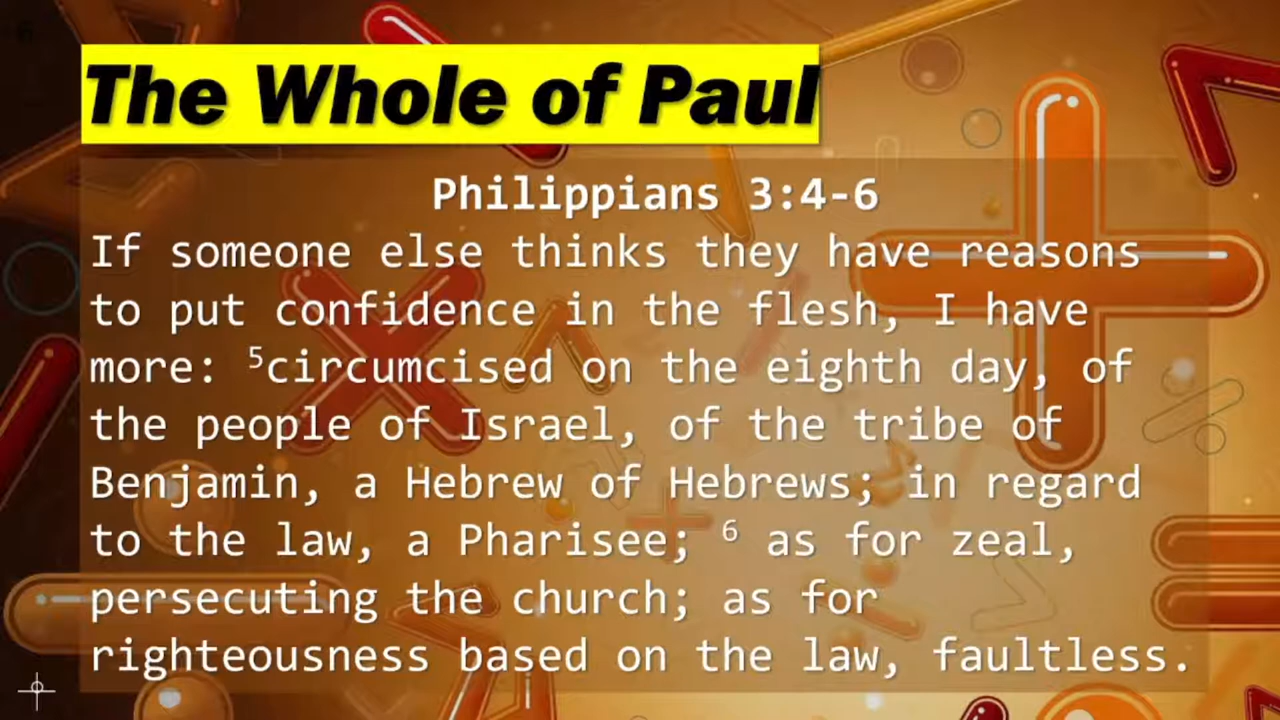 The Whole of Paul
Philippians 3:4-6
If someone else thinks they have reasons
to put confidence in the flesh, I have
more: ⁵circumcised on the eighth day, of
the people of Israel, of the tribe of
Benjamin, a Hebrew of Hebrews; in regard
to the law, a Pharisee; ⁶ as for zeal,
persecuting the church; as for
righteousness based on the law, faultless.